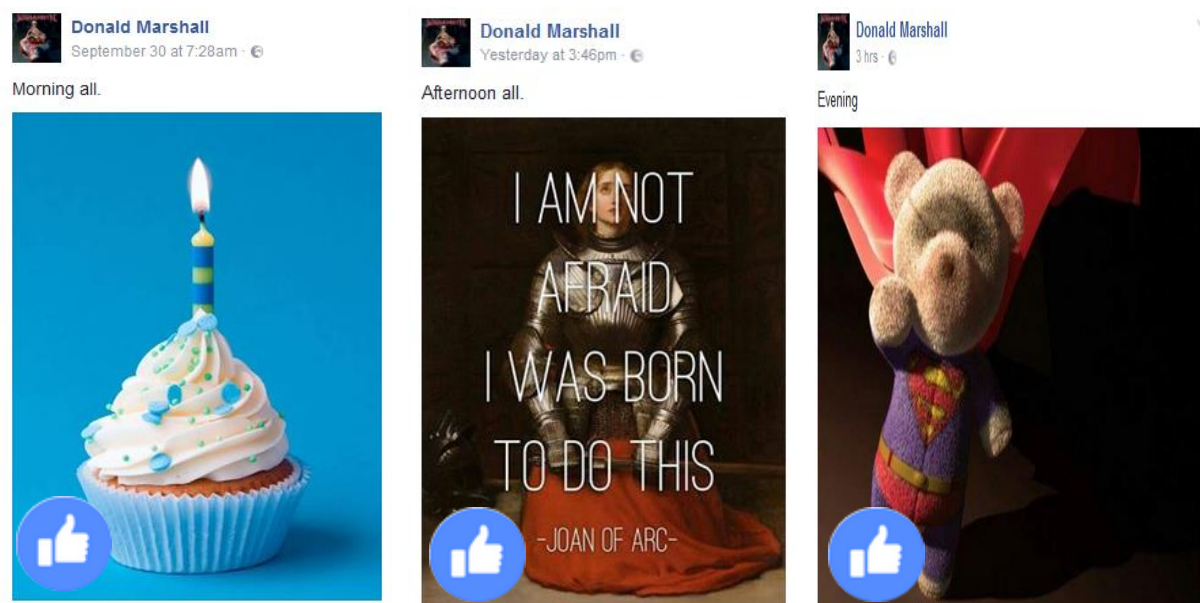 Donald Marshall
September 30 at 7:28am ·
Morning all.
Donald Marshall
Yesterday at 3:46pm ·
Afternoon all.
I AM NOT
AFRAID
I WAS BORN
TO DO THIS
-JOAN OF ARC-
Donald Marshall
3 hrs ·
Evening